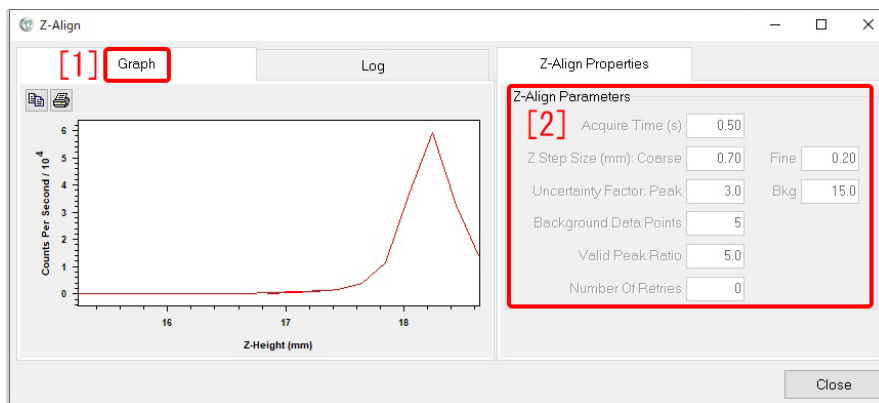 Z-Align
[1] Graph
Log
Z-Align Properties
Z-Align Parameters
[2] Acquire Time (s) 0.50
Z Step Size (mm): Coarse 0.70 Fine 0.20
Uncertainty Factor: Peak 3.0 Bkg 15.0
Background Data Points 5
Valid Peak Ratio 5.0
Number Of Retries 0
Counts Per Second / 10^4
6
5
4
3
2
1
0
16 17 18
Z-Height (mm)
Close